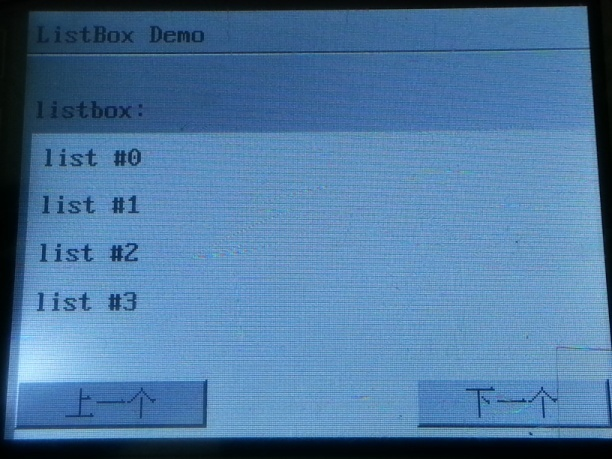 ListBox Demo
listbox:
list #0
list #1
list #2
list #3
上一个 下一个